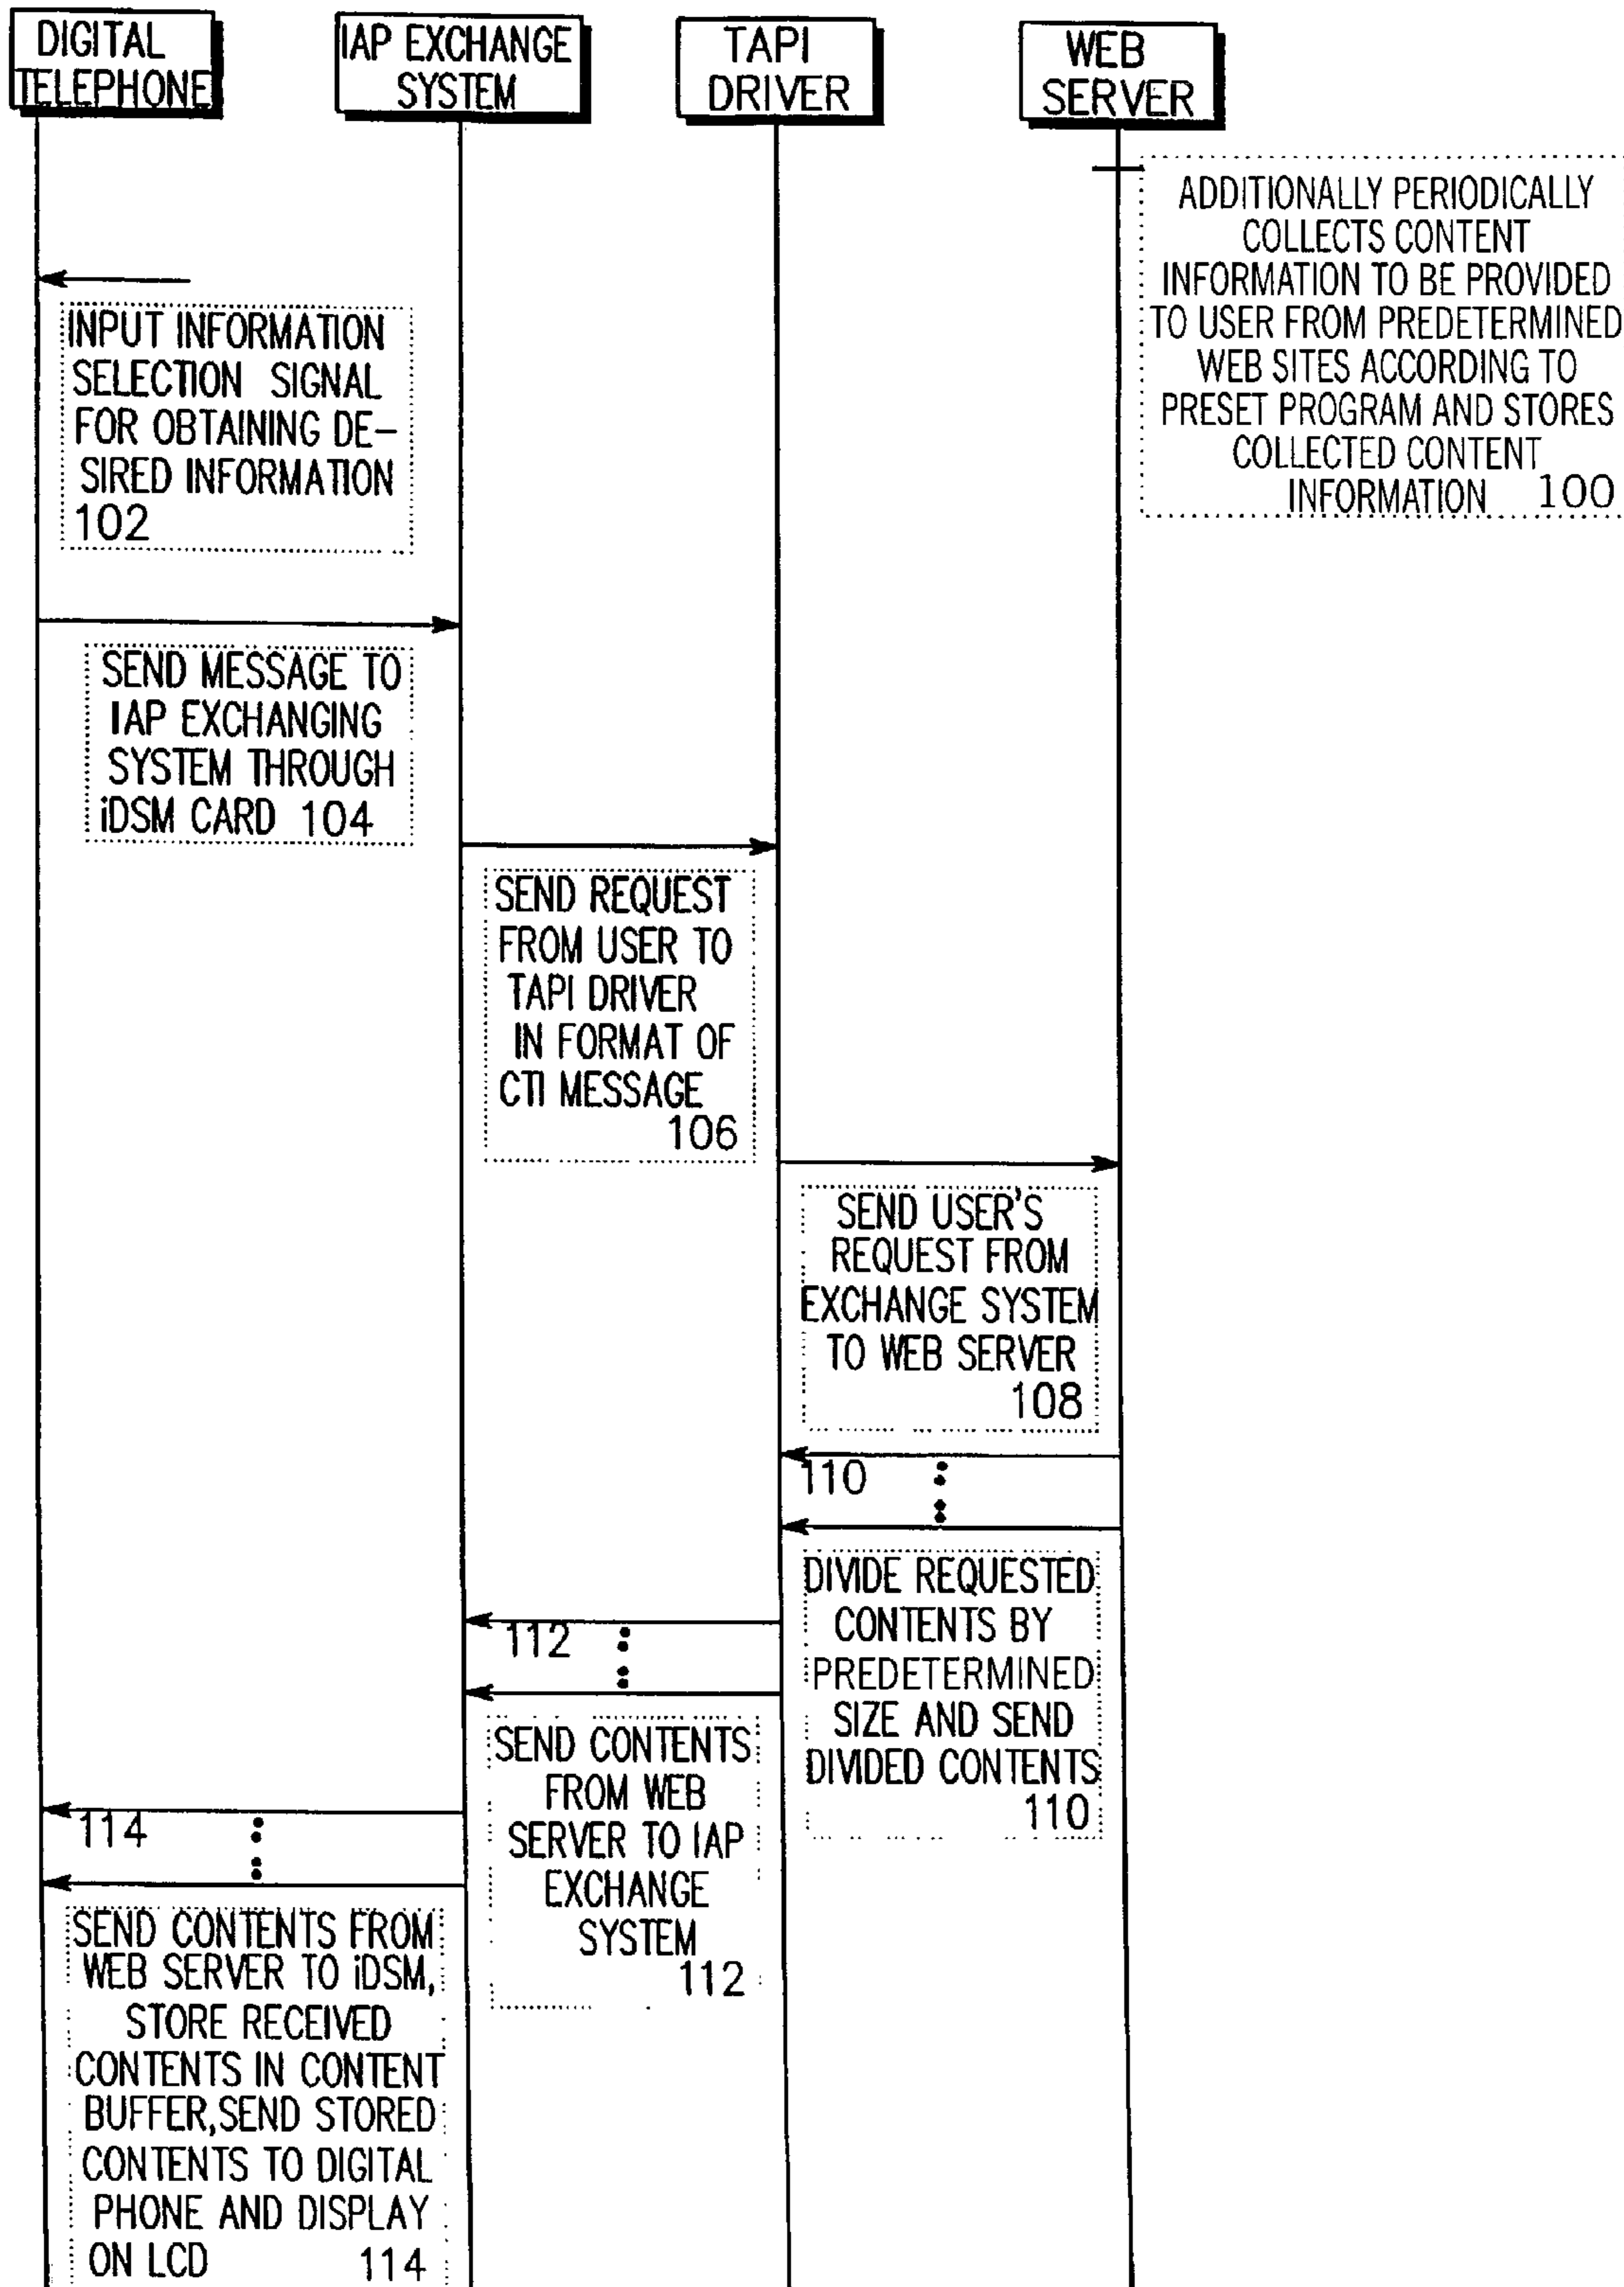 DIGITAL
TELEPHONE
IAP EXCHANGE
SYSTEM
TAPI
DRIVER
WEB
SERVER
ADDITIONALLY PERIODICALLY
COLLECTS CONTENT
INFORMATION TO BE PROVIDED
TO USER FROM PREDETERMINED
WEB SITES ACCORDING TO
PRESET PROGRAM AND STORES
COLLECTED CONTENT
INFORMATION 100
INPUT INFORMATION
SELECTION SIGNAL
FOR OBTAINING DE-
SIRED INFORMATION
102
SEND MESSAGE TO
IAP EXCHANGING
SYSTEM THROUGH
iDSM CARD 104
SEND REQUEST
FROM USER TO
TAPI DRIVER
IN FORMAT OF
CTI MESSAGE
106
SEND USER'S
REQUEST FROM
EXCHANGE SYSTEM
TO WEB SERVER
108
110
DIVIDE REQUESTED
CONTENTS BY
PREDETERMINED
SIZE AND SEND
DIVIDED CONTENTS
110
112
SEND CONTENTS
FROM WEB
SERVER TO IAP
EXCHANGE
SYSTEM
112
114
SEND CONTENTS FROM
WEB SERVER TO iDSM,
STORE RECEIVED
CONTENTS IN CONTENT
BUFFER,SEND STORED
CONTENTS TO DIGITAL
PHONE AND DISPLAY
ON LCD 114